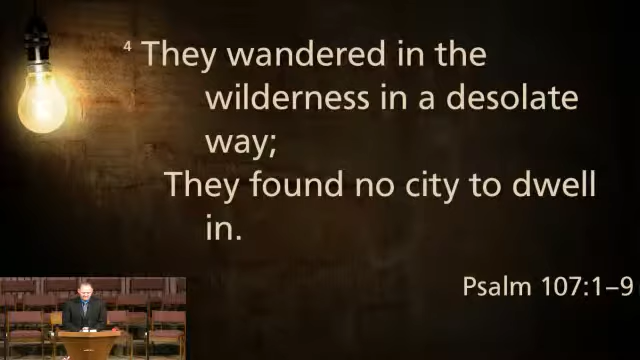 4 They wandered in the
wilderness in a desolate
way;
They found no city to dwell
in.
Psalm 107:1–9